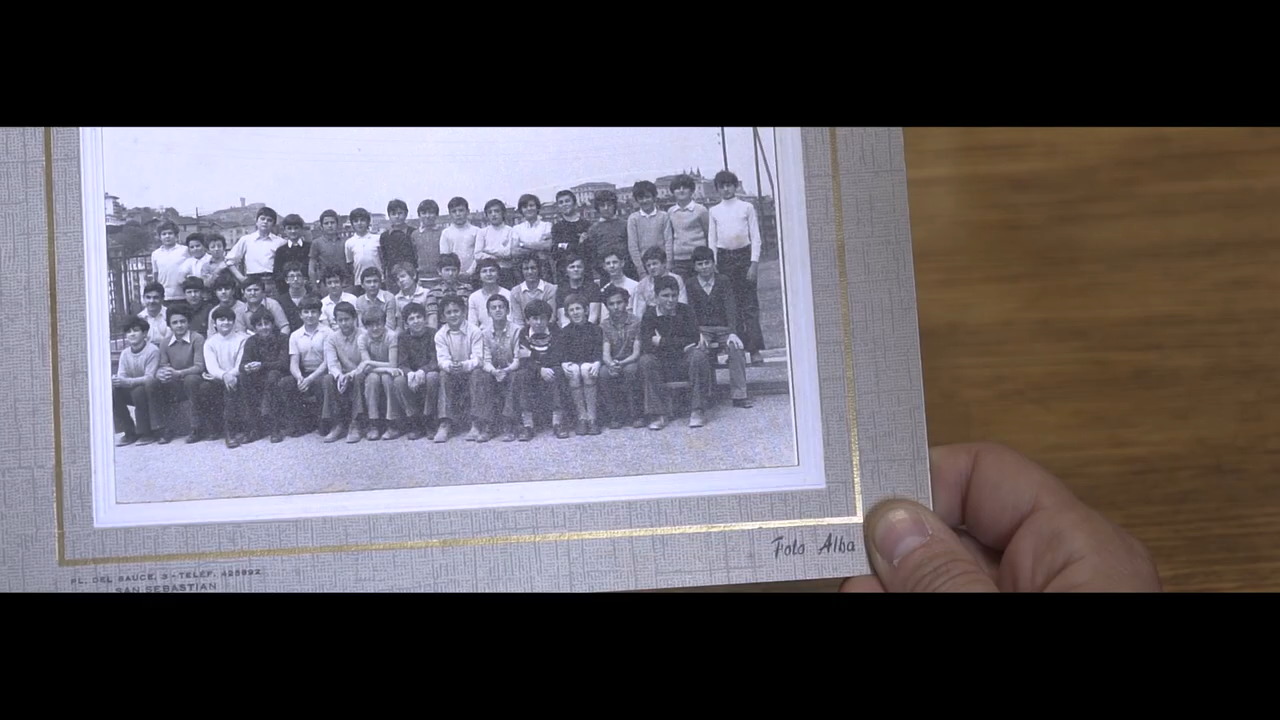 Foto Alba
PL. DEL SAUCE, 3 - TELEF. 425992
SAN SEBASTIAN